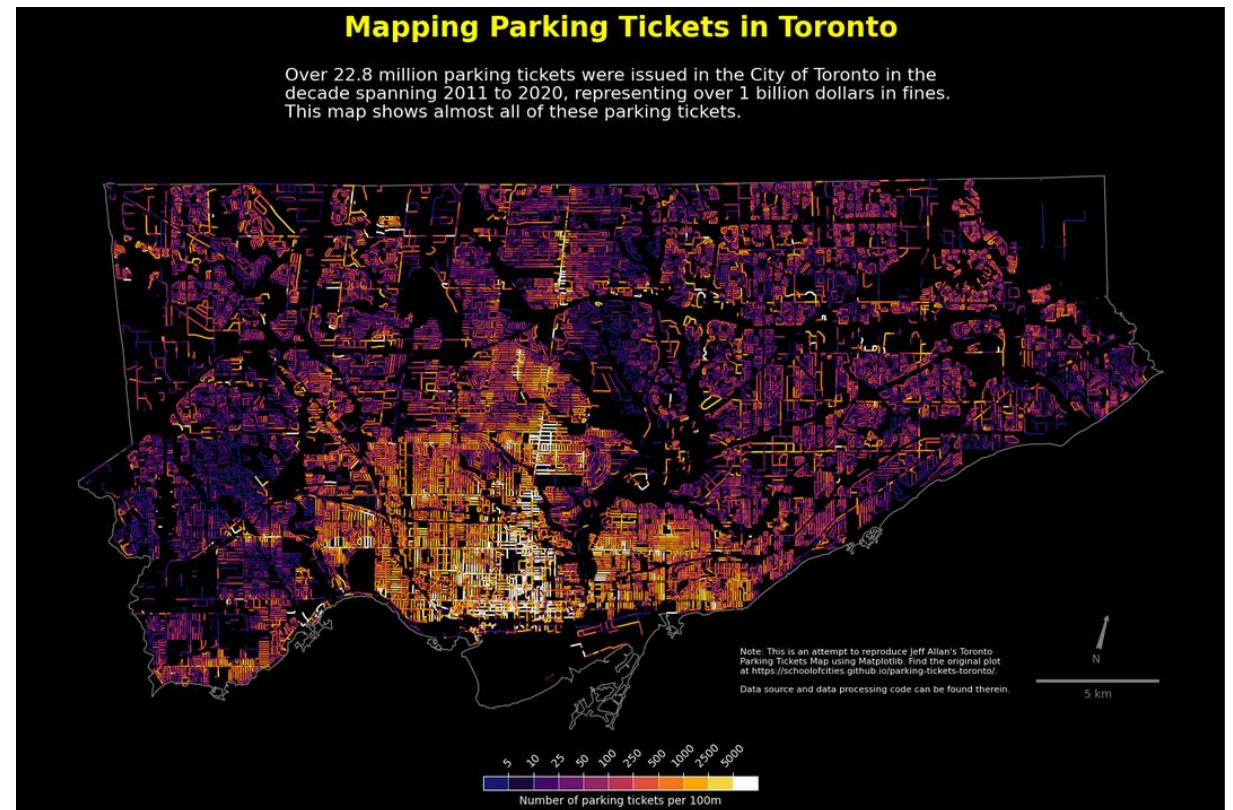 Mapping Parking Tickets in Toronto
Over 22.8 million parking tickets were issued in the City of Toronto in the
decade spanning 2011 to 2020, representing over 1 billion dollars in fines.
This map shows almost all of these parking tickets.
Note: This is an attempt to reproduce Jeff Allan's Toronto
Parking Tickets Map using Matplotlib. Find the original plot
at https://schoolofcities.github.io/parking-tickets-toronto/.
Data source and data processing code can be found therein.
N
5 km
5 10 25 50 100 250 500 1000 2500 5000
Number of parking tickets per 100m